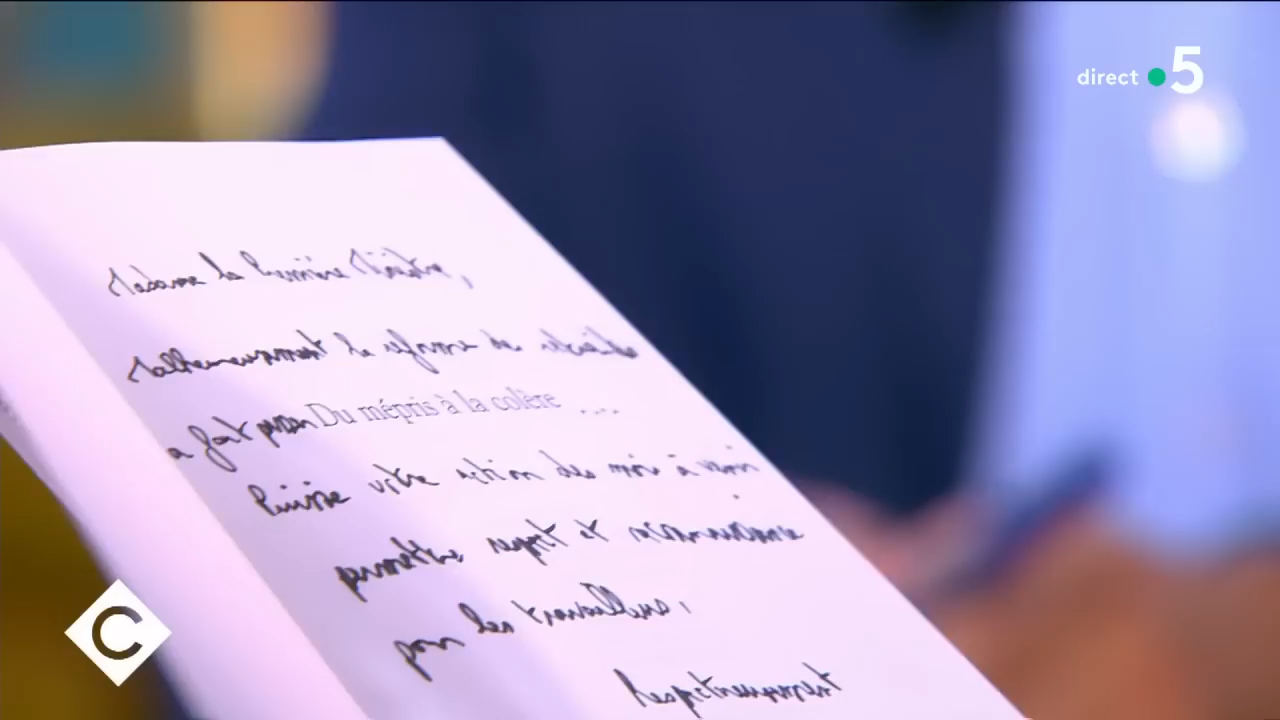 direct 5
Madame la Première Ministre,
Malheureusement la réforme des retraites
a fait passer Du mépris à la colère ....
Puisse votre action des mois à venir
permettre respect et reconnaissance
pour les travailleurs.
Respectueusement
C